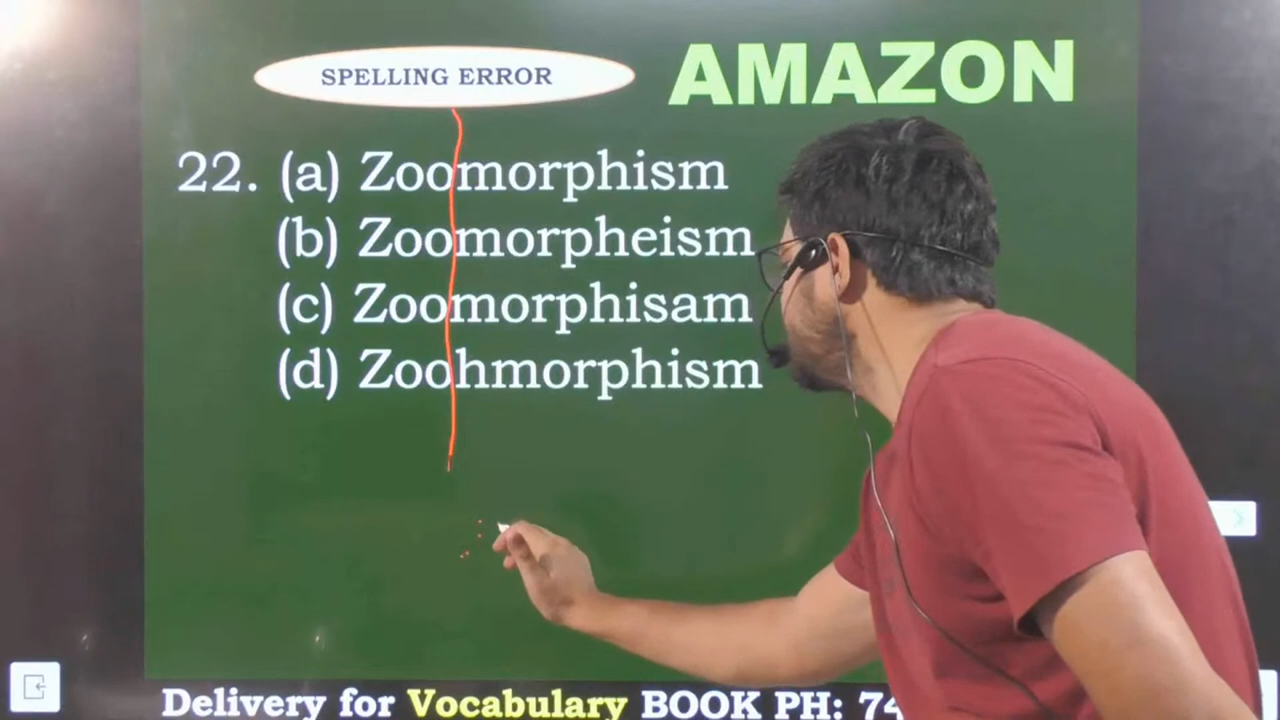 SPELLING ERROR
AMAZON
22. (a) Zoomorphism
(b) Zoomorpheism
(c) Zoomorphisam
(d) Zoohmorphism
Delivery for Vocabulary BOOK PH: 74